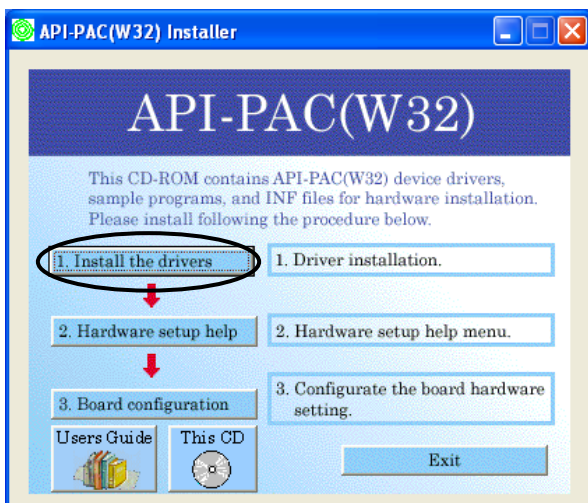 API-PAC(W32) Installer
API-PAC(W32)
This CD-ROM contains API-PAC(W32) device drivers,
sample programs, and INF files for hardware installation.
Please install following the procedure below.
1. Install the drivers
1. Driver installation.
2. Hardware setup help
2. Hardware setup help menu.
3. Board configuration
3. Configurate the board hardware
setting.
Users Guide
This CD
Exit